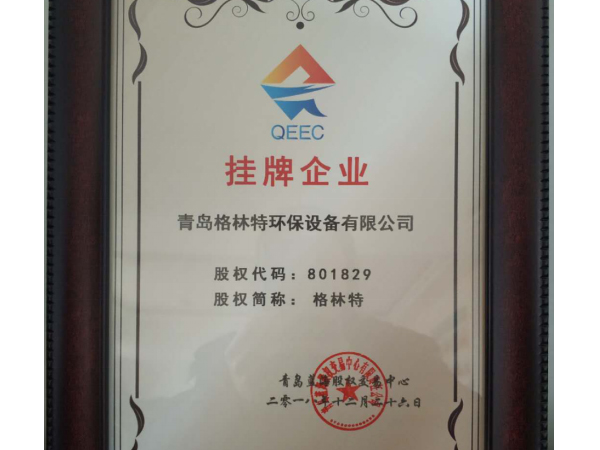 QEEC
挂牌企业
青岛格林特环保设备有限公司
股权代码：801829
股权简称：格林特
青岛蓝海股权交易中心
二零一八年十二月二十六日